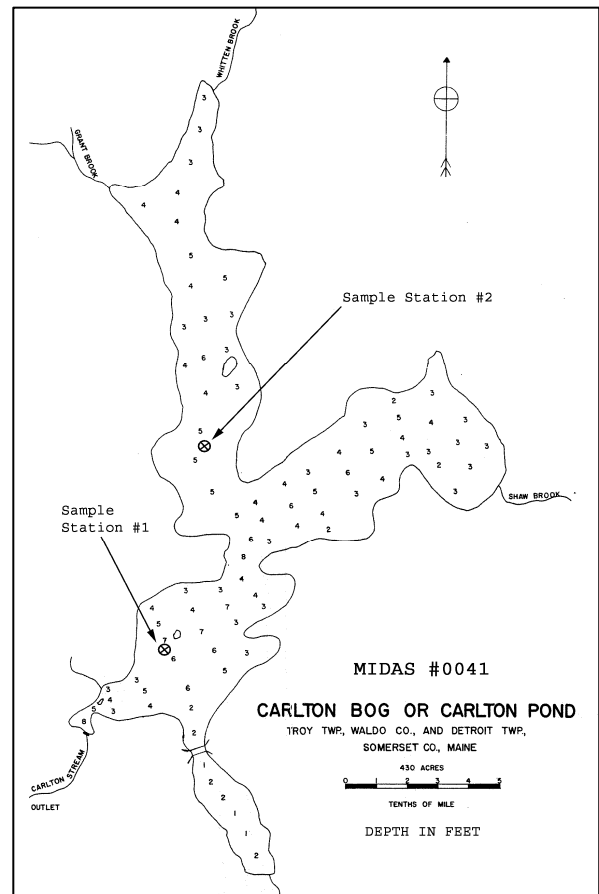 WHITTEN BROOK
3
3
GRANT BROOK
3
4
4
4
5
4 5
Sample Station #2
3 3 3
3
4 6
4 3
2 3
5
3 5 4 3
4 3
5
4 5 3 3 3
3 6 2 3
4 4
5 5 3 3
SHAW BROOK
4 6
5 4 4
4 2
6 3
8
Sample
Station #1
4
3 3 4
4 4 7 3
5 3
7 7
6 6 3
5
3 3 5 6
4
5 3 4 2
8
2
1
2
2
1
1
2
CARLTON STREAM
OUTLET
MIDAS #0041
CARLTON BOG OR CARLTON POND
TROY TWP., WALDO CO., AND DETROIT TWP.,
SOMERSET CO., MAINE
430 ACRES
0 1 2 3 4 5
TENTHS OF MILE
DEPTH IN FEET